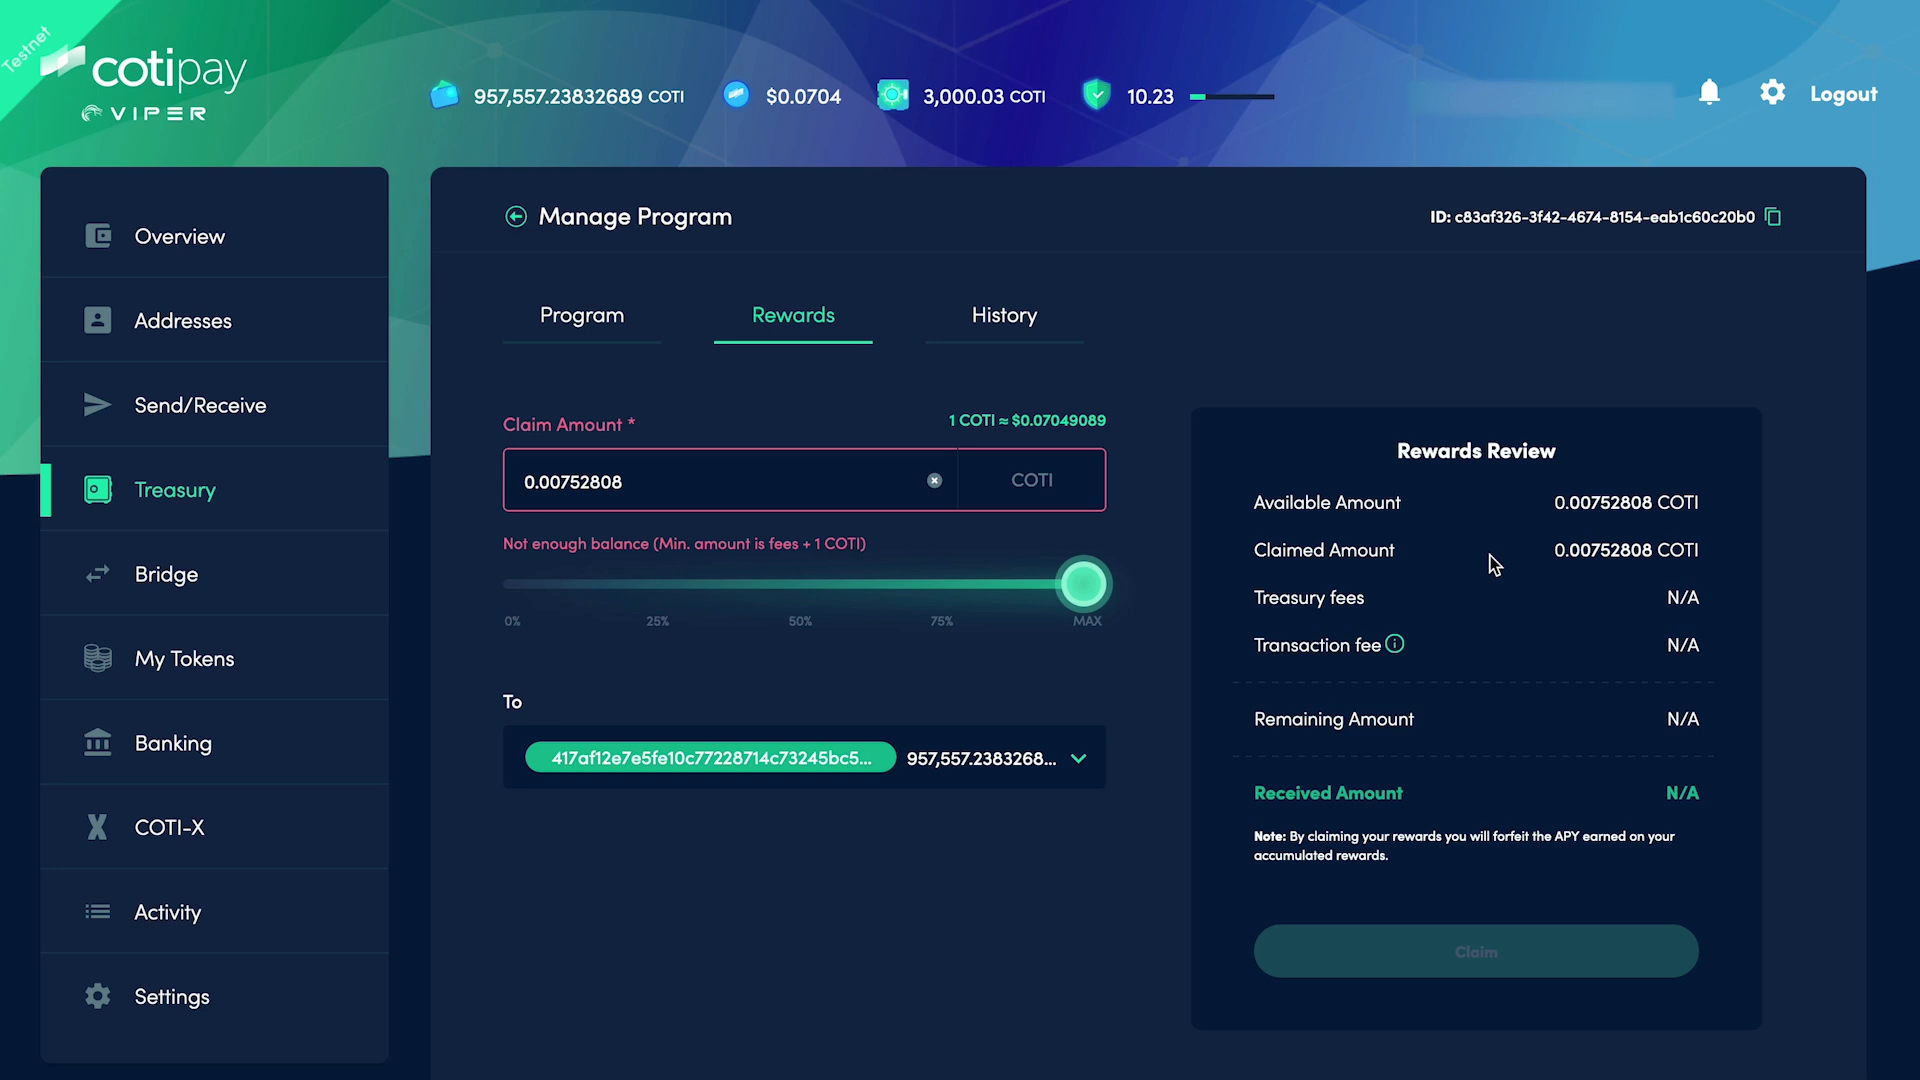 Testnet
cotipay
VIPER
957,557.23832689 COTI
$0.0704
3,000.03 COTI
10.23
Logout
Overview
Addresses
Send/Receive
Treasury
Bridge
My Tokens
Banking
COTI-X
Activity
Settings
Manage Program
ID: c83af326-3f42-4674-8154-eab1c60c20b0
Program
Rewards
History
Claim Amount *
1 COTI ≈ $0.07049089
0.00752808
COTI
Not enough balance (Min. amount is fees + 1 COTI)
0%
25%
50%
75%
MAX
To
417af12e7e5fe10c77228714c73245bc5...
957,557.2383268...
Rewards Review
Available Amount 0.00752808 COTI
Claimed Amount 0.00752808 COTI
Treasury fees N/A
Transaction fee N/A
Remaining Amount N/A
Received Amount N/A
Note: By claiming your rewards you will forfeit the APY earned on your
accumulated rewards.
Claim